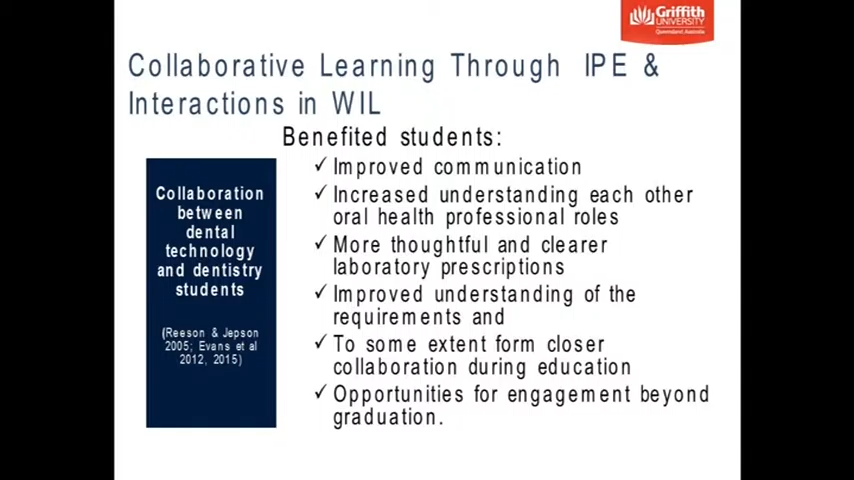 Griffith
UNIVERSITY
Queensland Australia
Collaborative Learning Through IPE &
Interactions in WIL
Benefited students:
Collaboration
between
dental
technology
and dentistry
students
(Reeson & Jepson
2005; Evans et al
2012, 2015)
✓ Improved communication
✓ Increased understanding each other
oral health professional roles
✓ More thoughtful and clearer
laboratory prescriptions
✓ Improved understanding of the
requirements and
✓ To some extent form closer
collaboration during education
✓ Opportunities for engagement beyond
graduation.